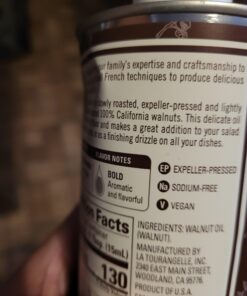 your family's expertise and craftsmanship to
French techniques to produce delicious
slowly roasted, expeller-pressed and lightly
100% California walnuts. This delicate oil
and makes a great addition to your salad
as a finishing drizzle on all your dishes.
FLAVOR NOTES
BOLD
Aromatic
and flavorful
EP EXPELLER-PRESSED
Na SODIUM-FREE
V VEGAN
Facts
(15mL)
130
INGREDIENTS: WALNUT OIL
(WALNUT).
MANUFACTURED BY
LA TOURANGELLE, INC.
2340 EAST MAIN STREET,
WOODLAND, CA 95776
PRODUCT OF U.S.A.